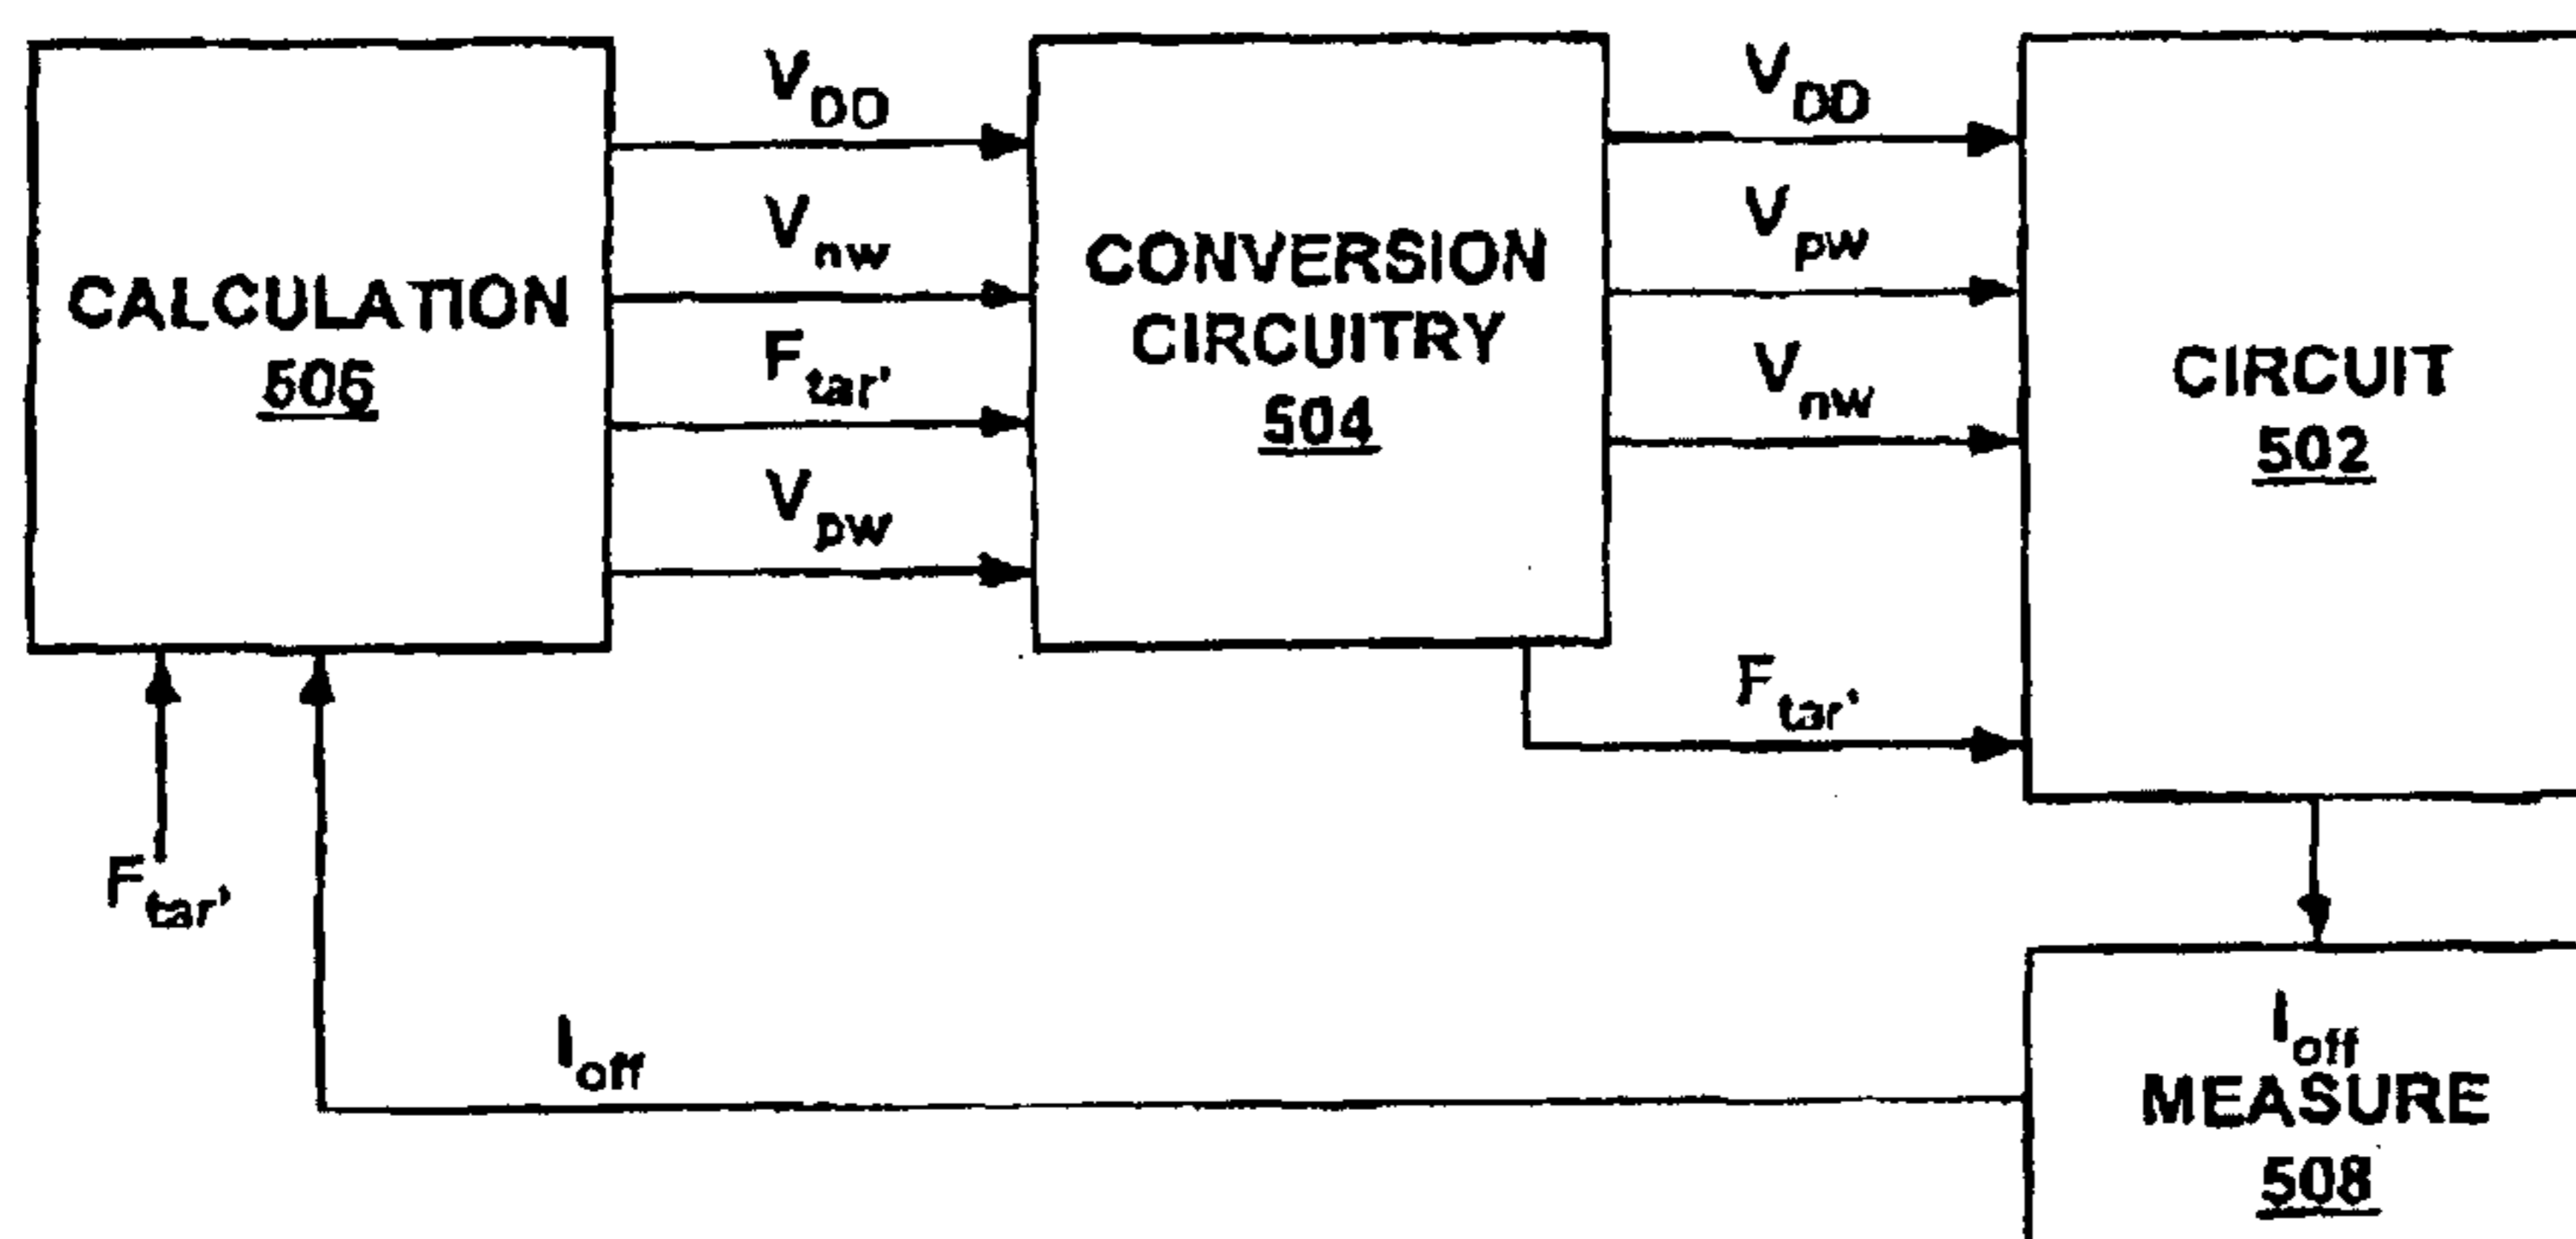 CALCULATION
506
V_DD
V_nw
F_tar'
V_pw
CONVERSION
CIRCUITRY
504
V_DD
V_pw
V_nw
F_tar'
CIRCUIT
502
F_tar'
I_off
I_off
MEASURE
508